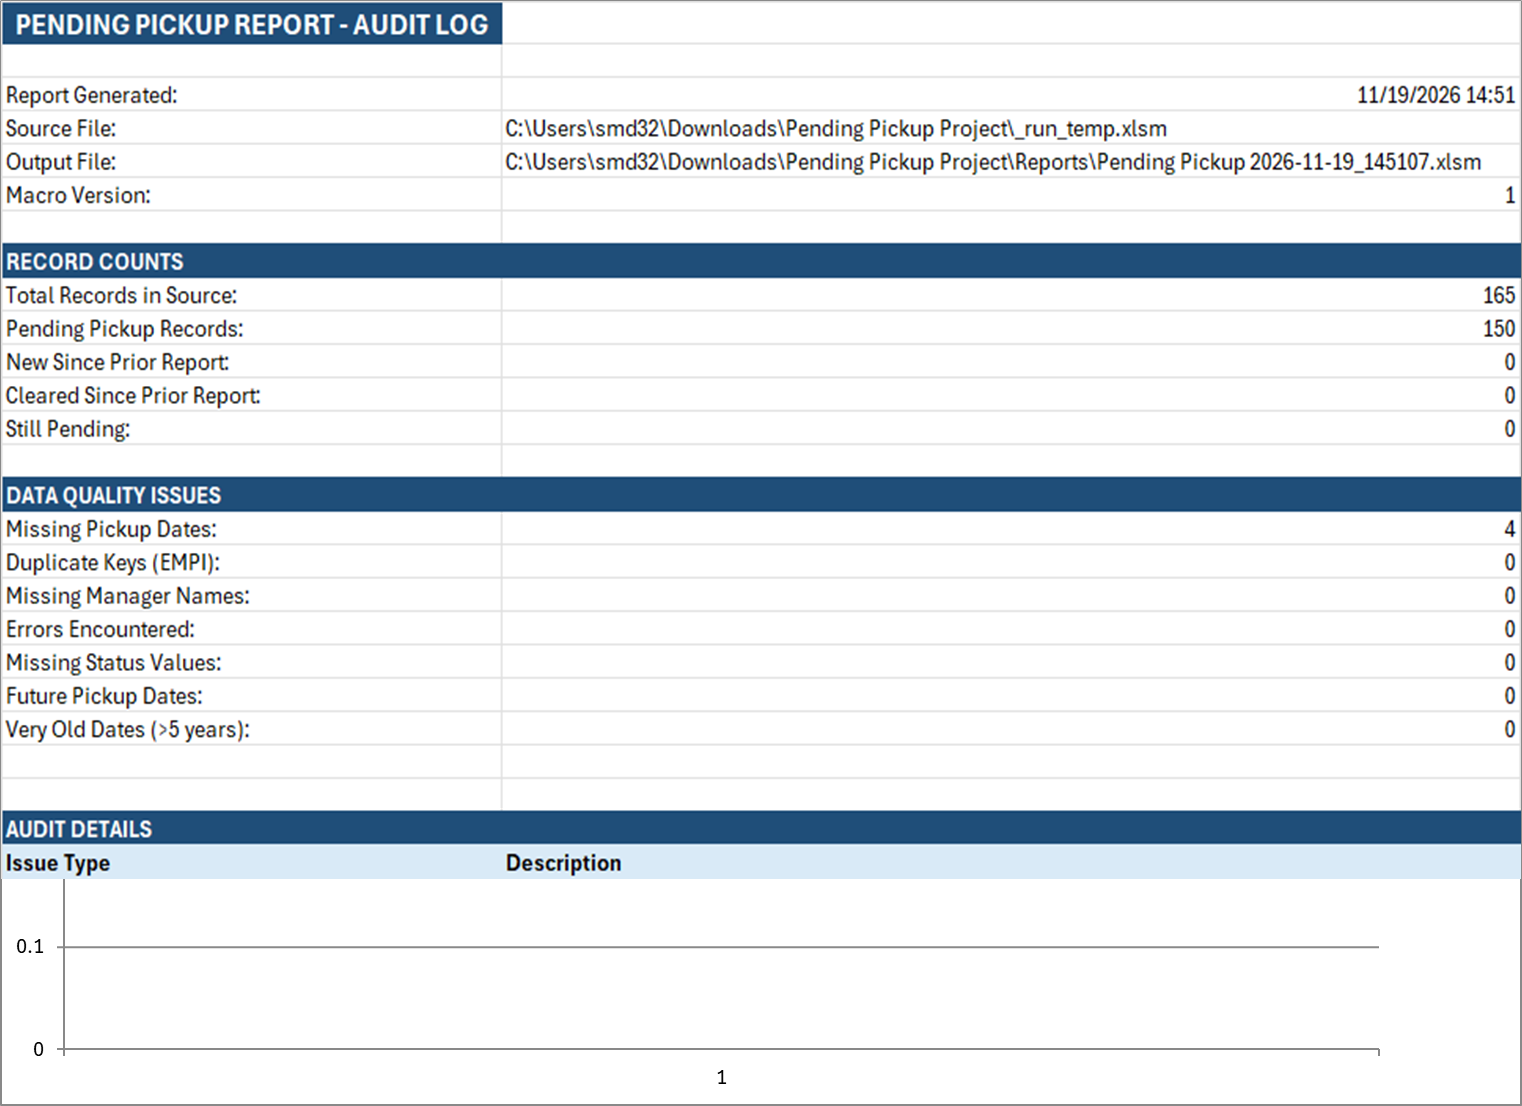 PENDING PICKUP REPORT - AUDIT LOG
Report Generated: 11/19/2026 14:51
Source File: C:\Users\smd32\Downloads\Pending Pickup Project\_run_temp.xlsm
Output File: C:\Users\smd32\Downloads\Pending Pickup Project\Reports\Pending Pickup 2026-11-19_145107.xlsm
Macro Version: 1
RECORD COUNTS
Total Records in Source: 165
Pending Pickup Records: 150
New Since Prior Report: 0
Cleared Since Prior Report: 0
Still Pending: 0
DATA QUALITY ISSUES
Missing Pickup Dates: 4
Duplicate Keys (EMPI): 0
Missing Manager Names: 0
Errors Encountered: 0
Missing Status Values: 0
Future Pickup Dates: 0
Very Old Dates (>5 years): 0
AUDIT DETAILS
Issue Type Description
0.1
0
1